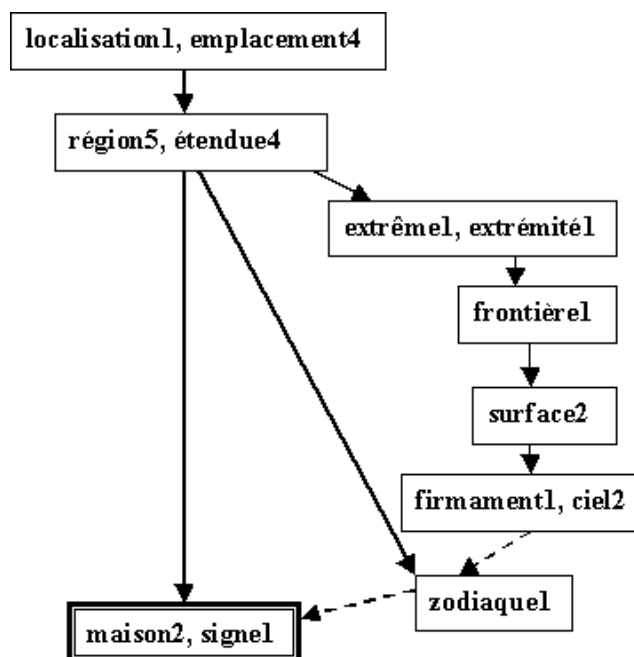 localisation1, emplacement4
région5, étendue4
extrême1, extrémité1
frontière1
surface2
firmament1, ciel2
zodiaque1
maison2, signe1